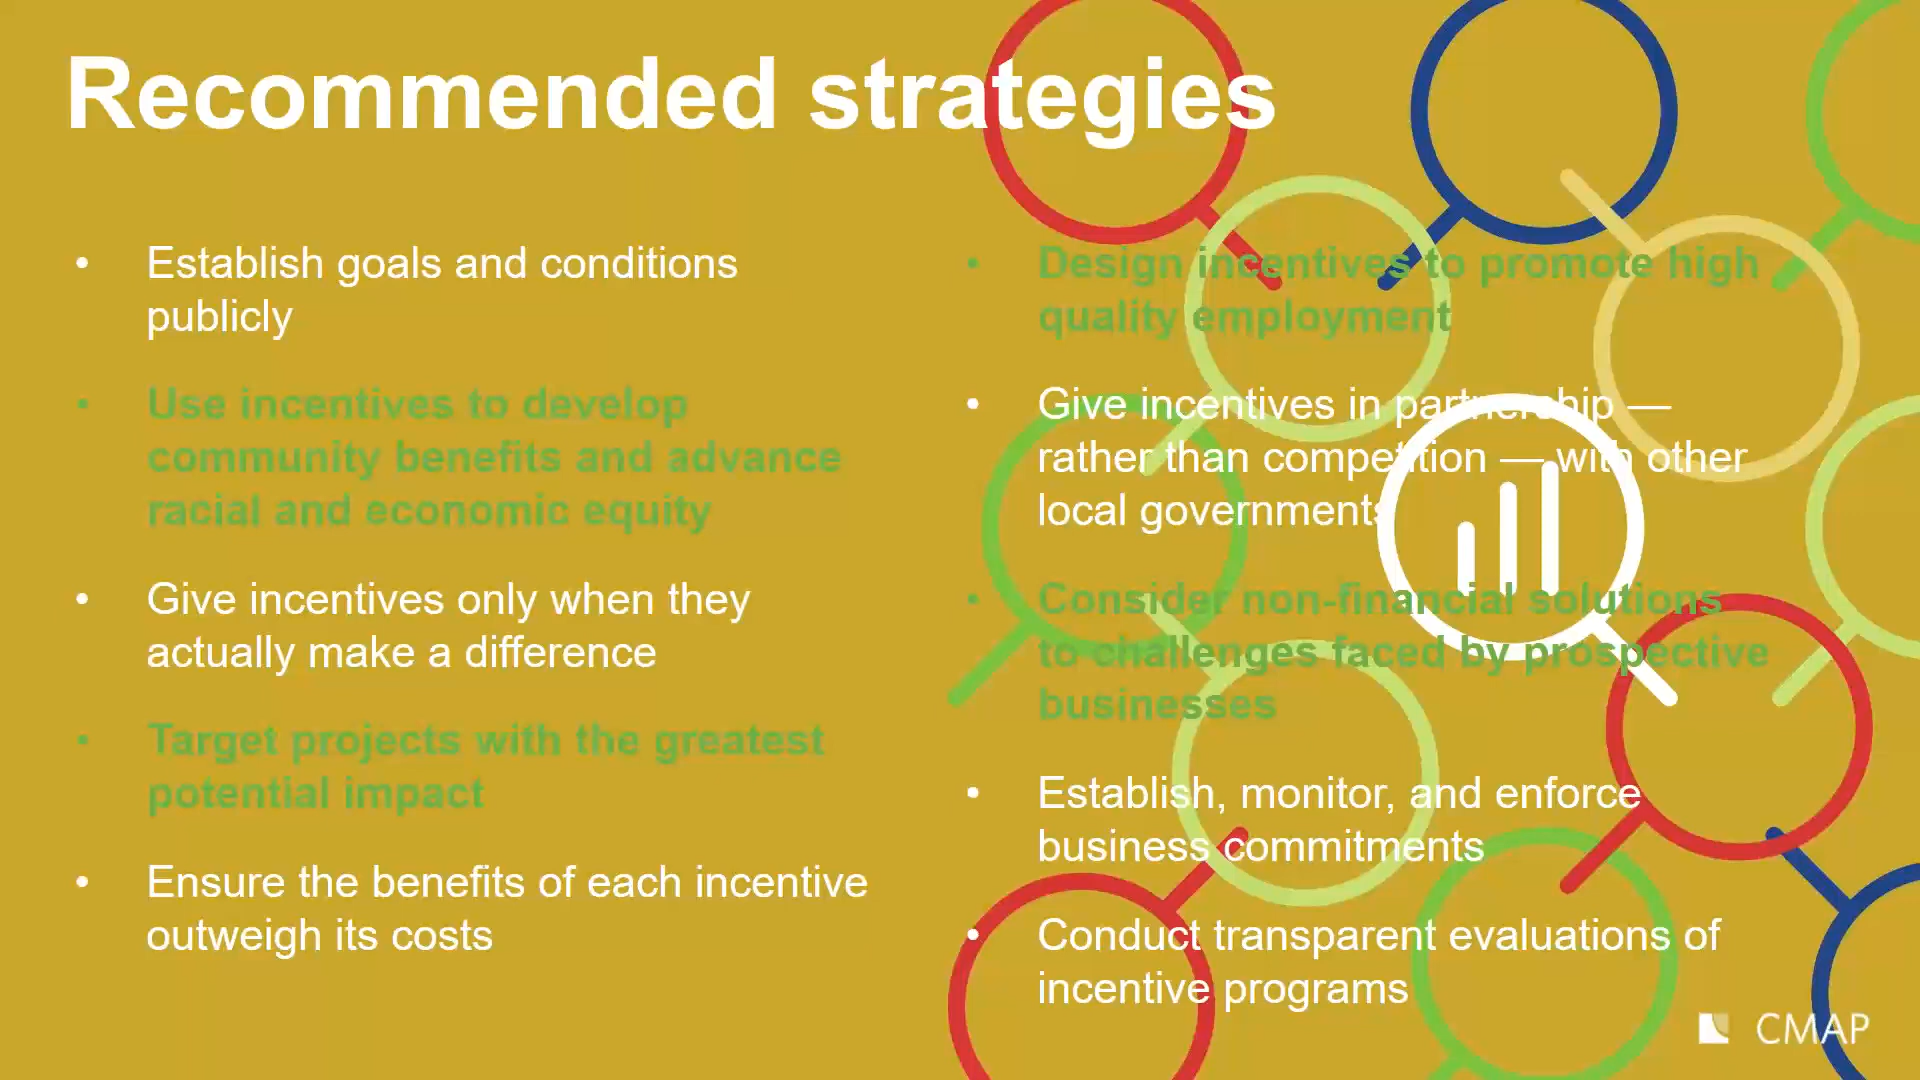 Recommended strategies
• Establish goals and conditions
publicly
• Use incentives to develop
community benefits and advance
racial and economic equity
• Give incentives only when they
actually make a difference
• Target projects with the greatest
potential impact
• Ensure the benefits of each incentive
outweigh its costs
• Design incentives to promote high
quality employment
• Give incentives in partnership —
rather than competition — with other
local governments
• Consider non-financial solutions
to challenges faced by prospective
businesses
• Establish, monitor, and enforce
business commitments
• Conduct transparent evaluations of
incentive programs
CMAP